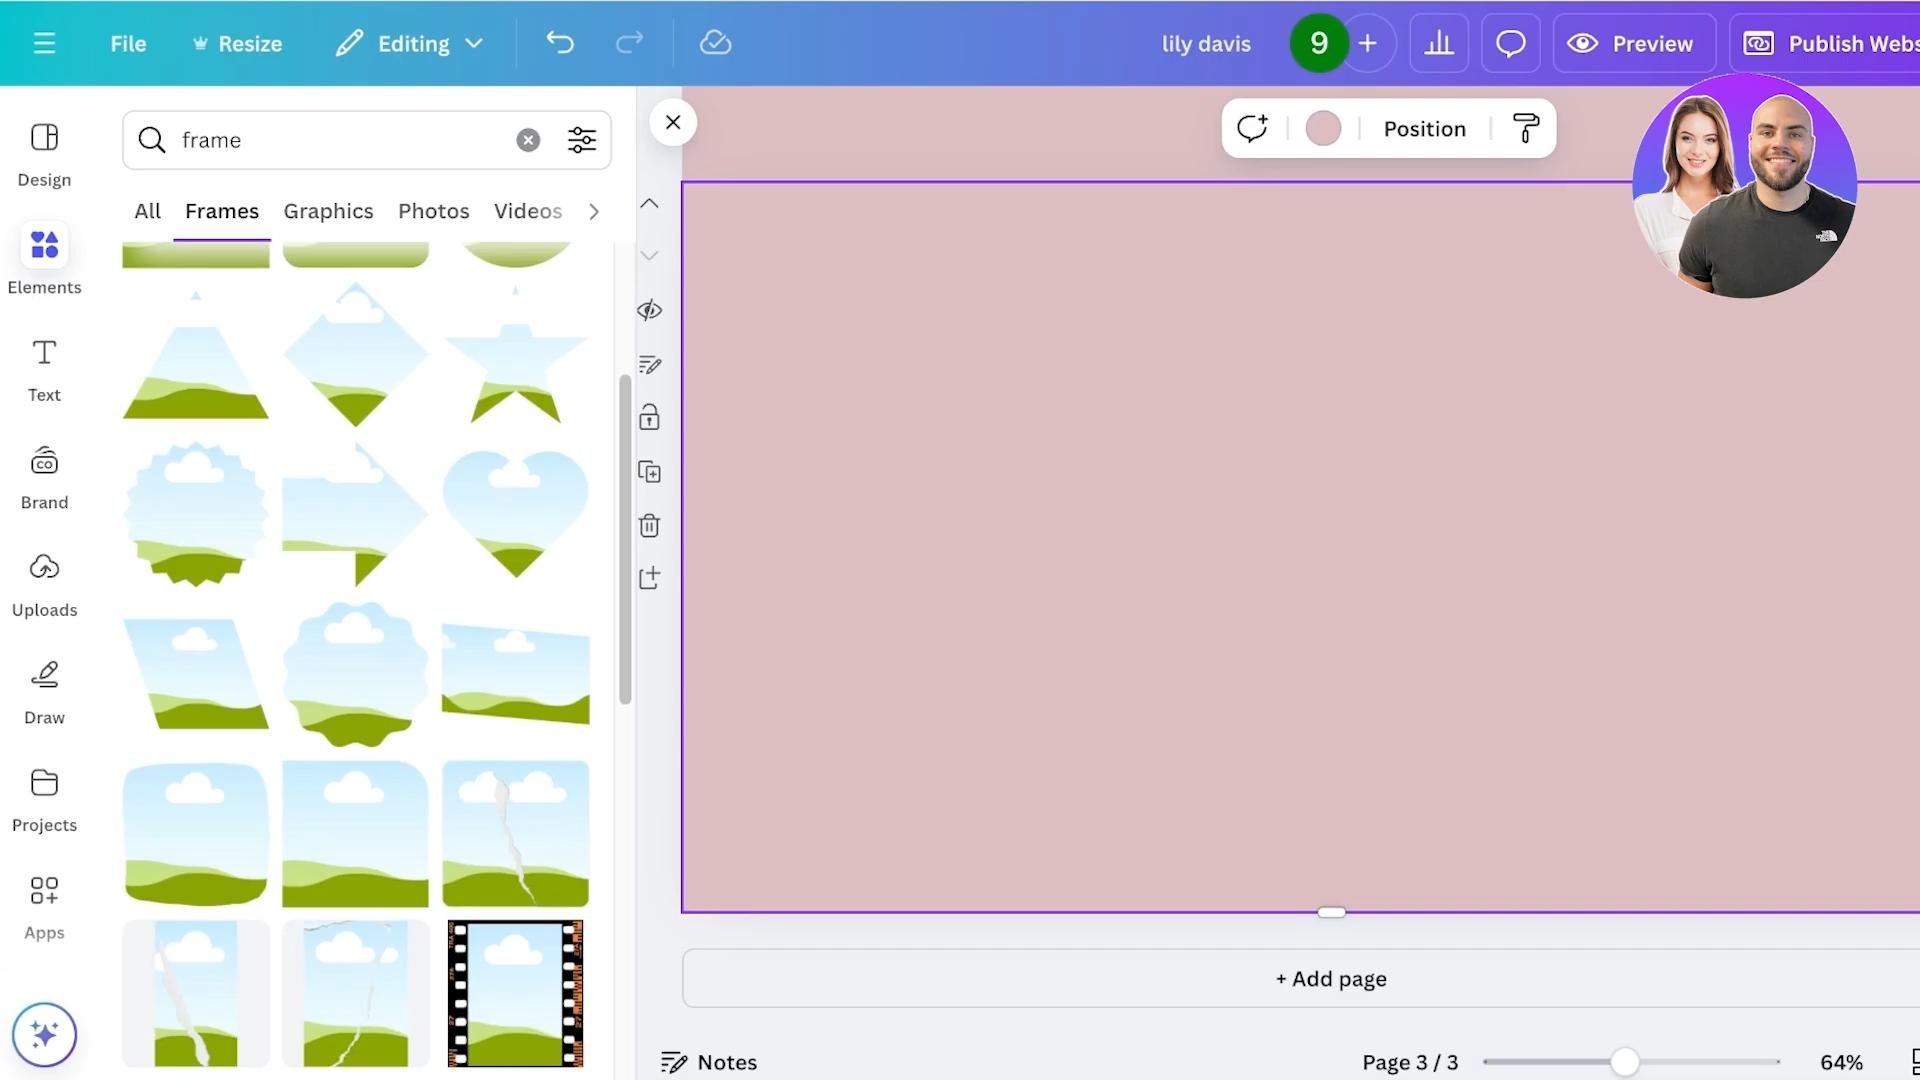 File
Resize
Editing
lily davis
9
+
Preview
Publish Webs
Design
Elements
Text
Brand
Uploads
Draw
Projects
Apps
frame
All
Frames
Graphics
Photos
Videos
Position
+ Add page
Notes
Page 3 / 3
64%